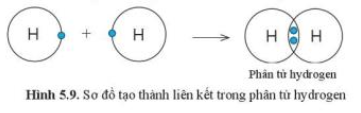 H + H H H
Phân tử hydrogen
Hình 5.9. Sơ đồ tạo thành liên kết trong phân tử hydrogen